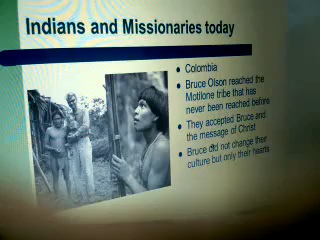 Indians and Missionaries today
Colombia
Bruce Olson reached the
Motilone tribe that has
never been reached before
They accepted Bruce and
the message of Christ
Bruce did not change their
culture but only their hearts